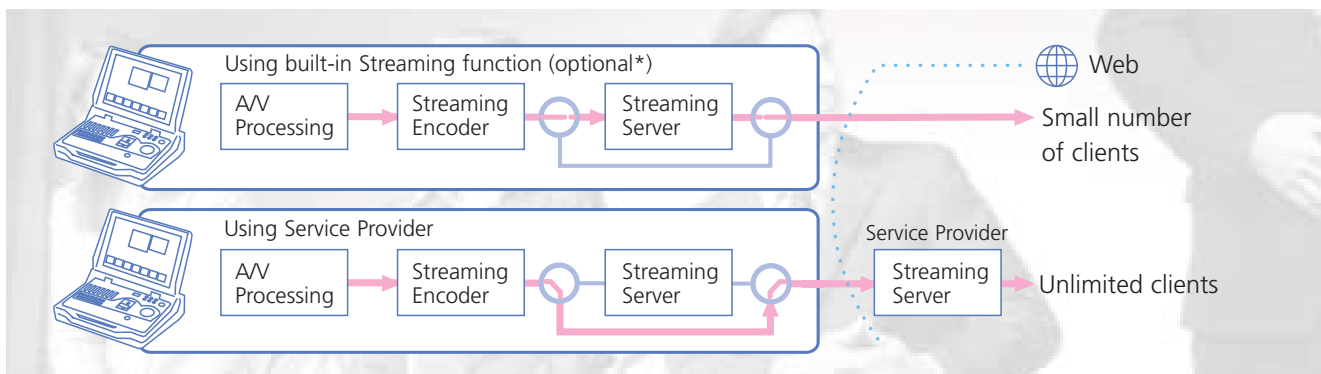 Using built-in Streaming function (optional*)
A/V
Processing
Streaming
Encoder
Streaming
Server
Web
Small number
of clients
Using Service Provider
A/V
Processing
Streaming
Encoder
Streaming
Server
Service Provider
Streaming
Server
Unlimited clients